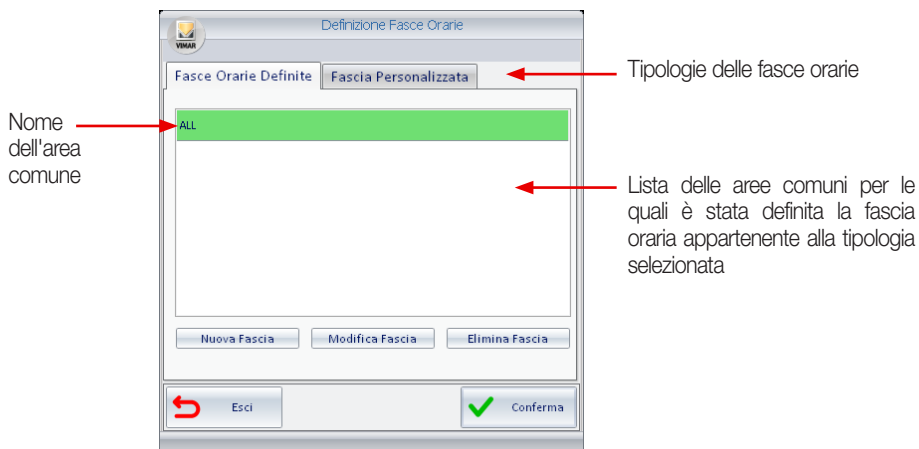 Definizione Fasce Orarie
VIMAR
Fasce Orarie Definite
Fascia Personalizzata
Tipologie delle fasce orarie
Nome
dell'area
comune
ALL
Lista delle aree comuni per le
quali è stata definita la fascia
oraria appartenente alla tipologia
selezionata
Nuova Fascia
Modifica Fascia
Elimina Fascia
Esci
Conferma